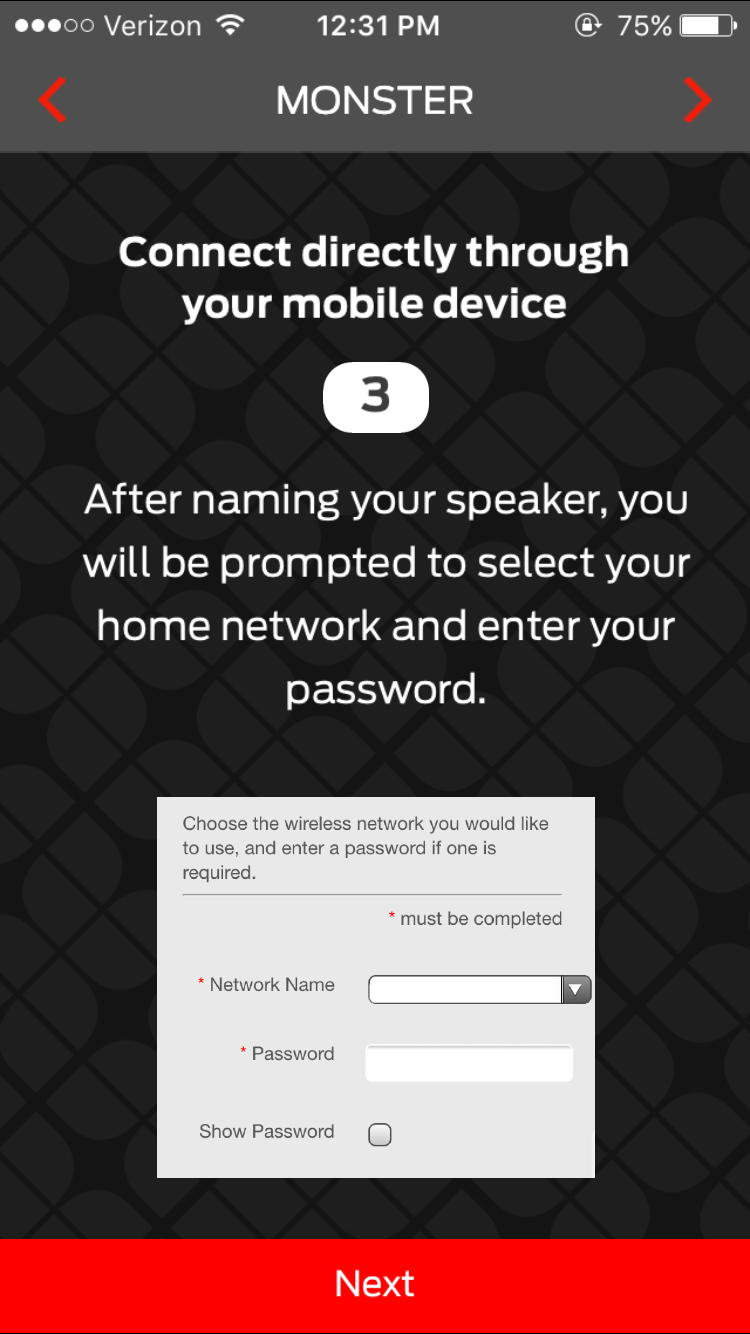 Verizon 12:31 PM 75%
MONSTER
Connect directly through
your mobile device
3
After naming your speaker, you
will be prompted to select your
home network and enter your
password.
Choose the wireless network you would like
to use, and enter a password if one is
required.
* must be completed
* Network Name
* Password
Show Password
Next